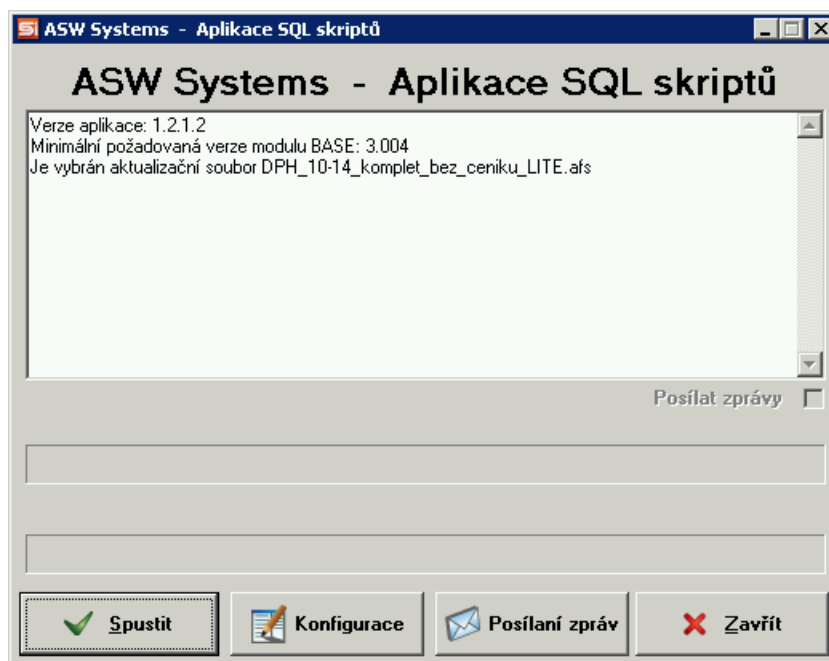 ASW Systems - Aplikace SQL skriptů
ASW Systems - Aplikace SQL skriptů
Verze aplikace: 1.2.1.2
Minimální požadovaná verze modulu BASE: 3.004
Je vybrán aktualizační soubor DPH_10-14_komplet_bez_ceniku_LITE.afs
Posílat zprávy
Spustit
Konfigurace
Posílaní zpráv
Zavřít